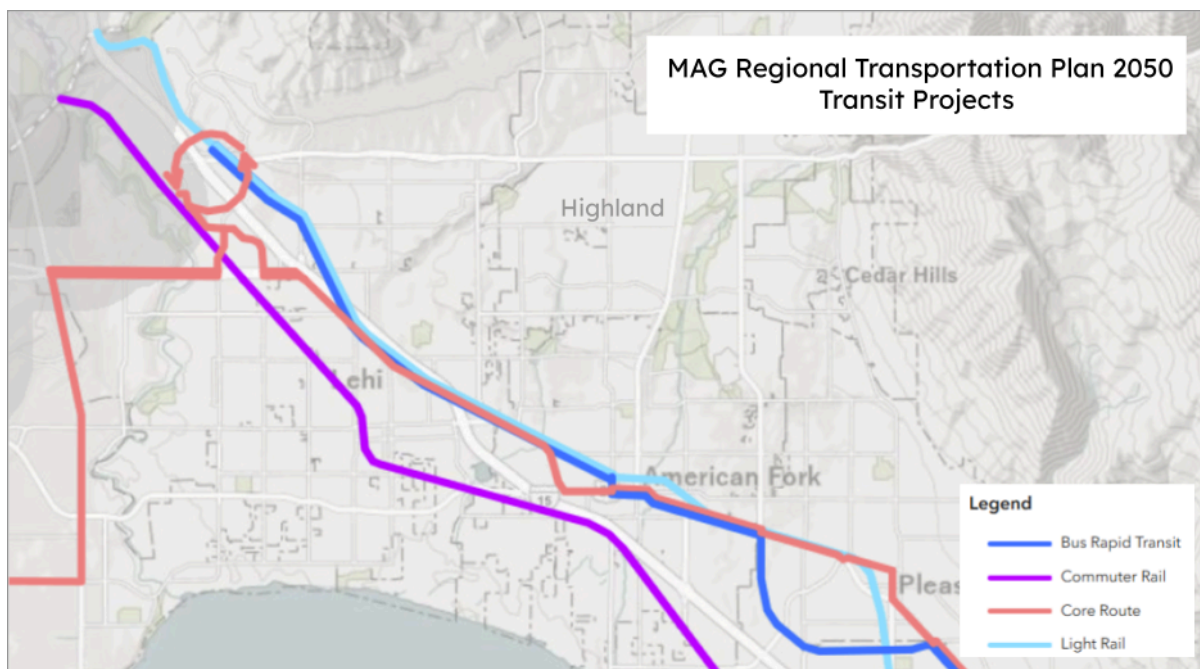 MAG Regional Transportation Plan 2050
Transit Projects
Highland
Cedar Hills
Lehi
American Fork
15
Legend
Bus Rapid Transit
Commuter Rail
Core Route
Light Rail
Pleas